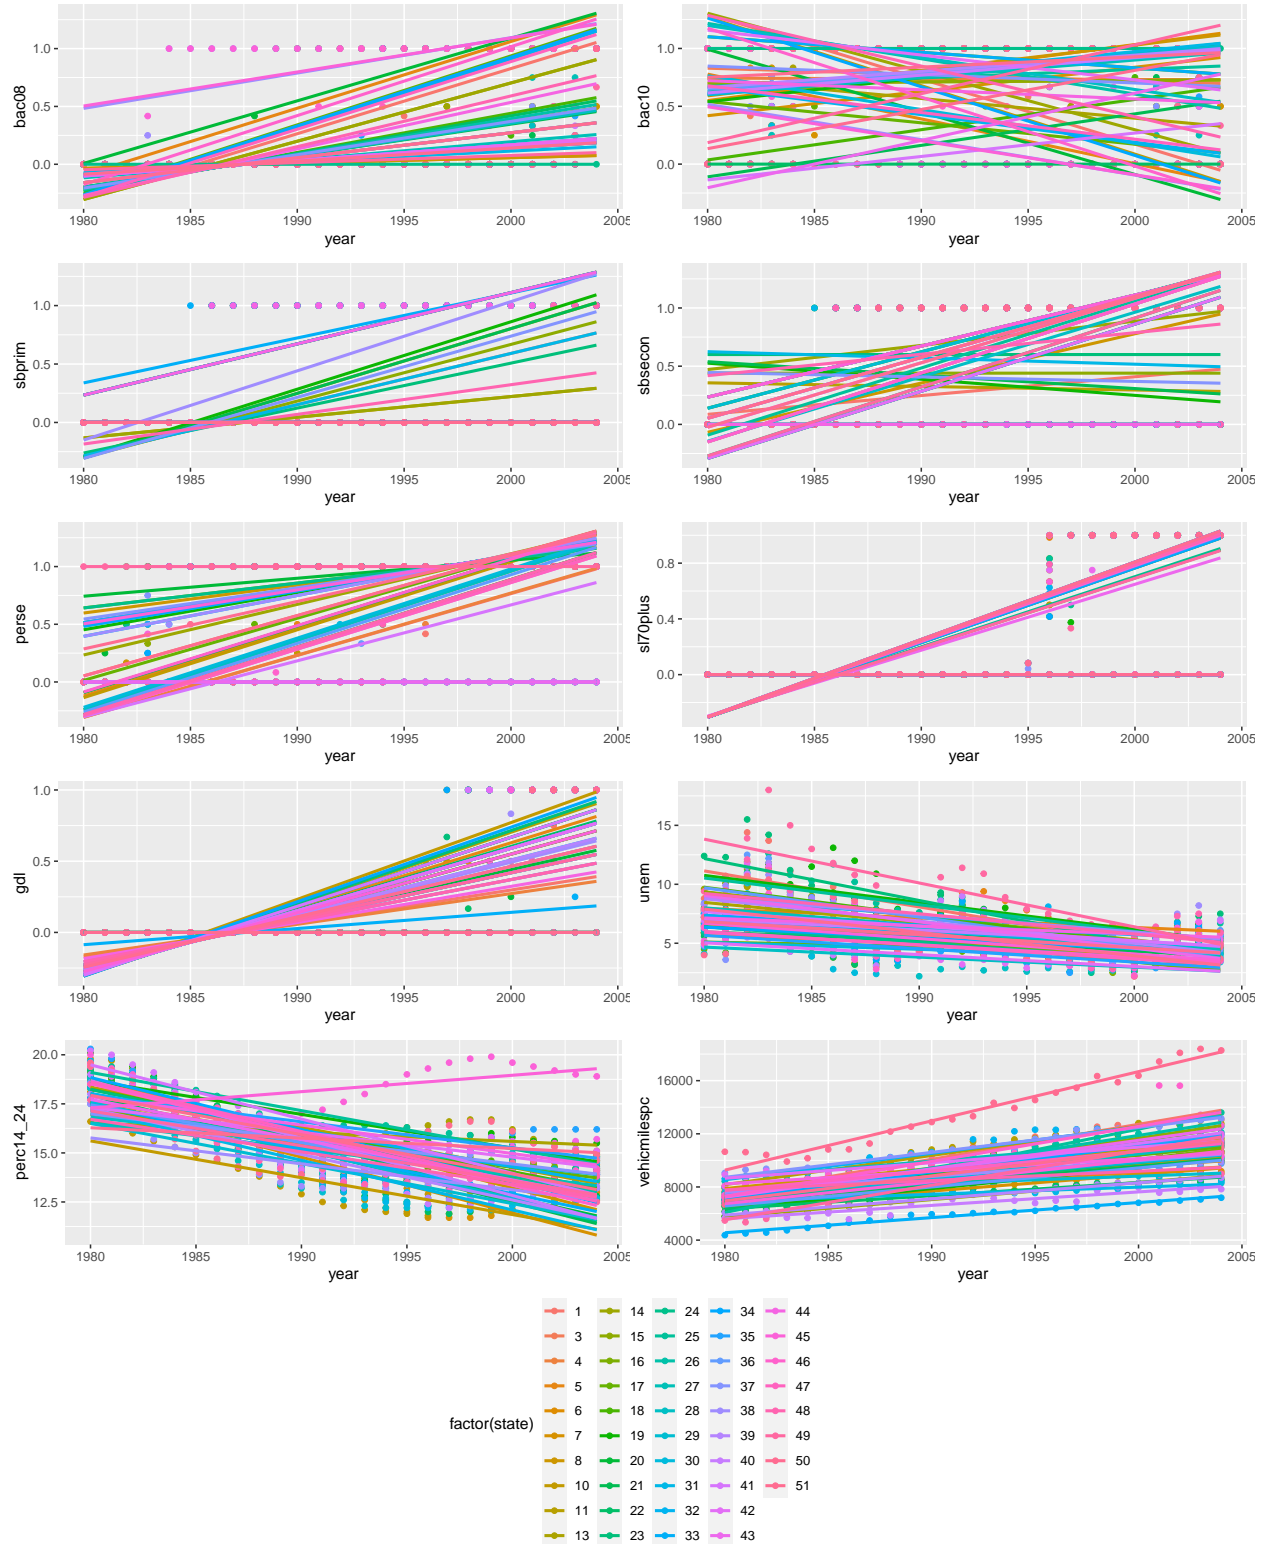 bac08
1.0
0.5
0.0
1980 1985 1990 1995 2000 2005
year
bac10
1.0
0.5
0.0
1980 1985 1990 1995 2000 2005
year
sbprim
1.0
0.5
0.0
1980 1985 1990 1995 2000 2005
year
sbsecon
1.0
0.5
0.0
1980 1985 1990 1995 2000 2005
year
perse
1.0
0.5
0.0
1980 1985 1990 1995 2000 2005
year
sl70plus
0.8
0.4
0.0
1980 1985 1990 1995 2000 2005
year
gdl
1.0
0.5
0.0
1980 1985 1990 1995 2000 2005
year
unem
15
10
5
1980 1985 1990 1995 2000 2005
year
perc14_24
20.0
17.5
15.0
12.5
1980 1985 1990 1995 2000 2005
year
vehicmilespc
16000
12000
8000
4000
1980 1985 1990 1995 2000 2005
year
factor(state)
1 14 24 34 44
3 15 25 35 45
4 16 26 36 46
5 17 27 37 47
6 18 28 38 48
7 19 29 39 49
8 20 30 40 50
10 21 31 41 51
11 22 32 42
13 23 33 43